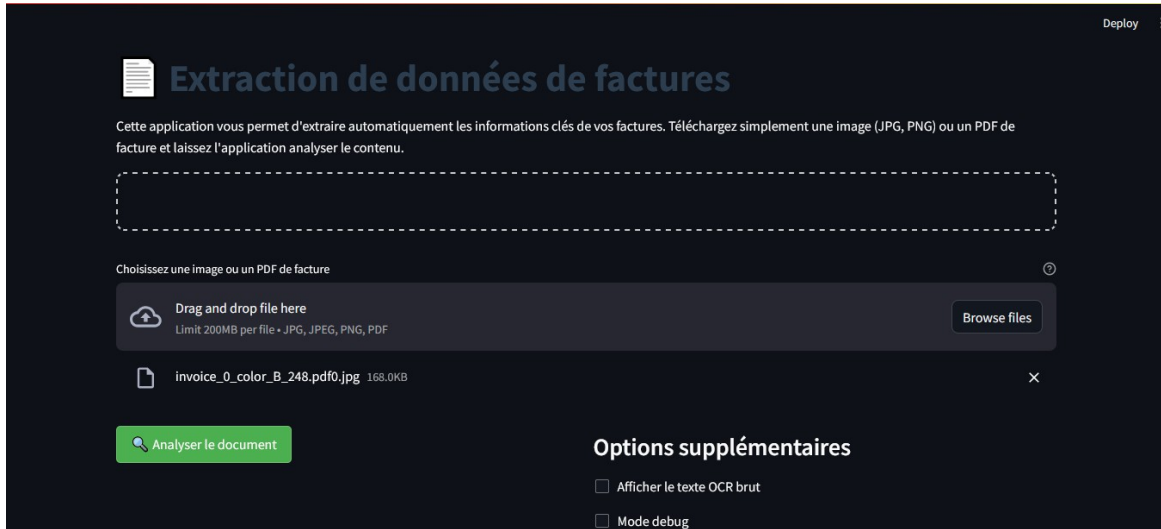 Deploy
Extraction de données de factures
Cette application vous permet d'extraire automatiquement les informations clés de vos factures. Téléchargez simplement une image (JPG, PNG) ou un PDF de
facture et laissez l'application analyser le contenu.
Choisissez une image ou un PDF de facture
Drag and drop file here
Limit 200MB per file • JPG, JPEG, PNG, PDF
Browse files
invoice_0_color_B_248.pdf0.jpg 168.0KB
Analyser le document
Options supplémentaires
Afficher le texte OCR brut
Mode debug